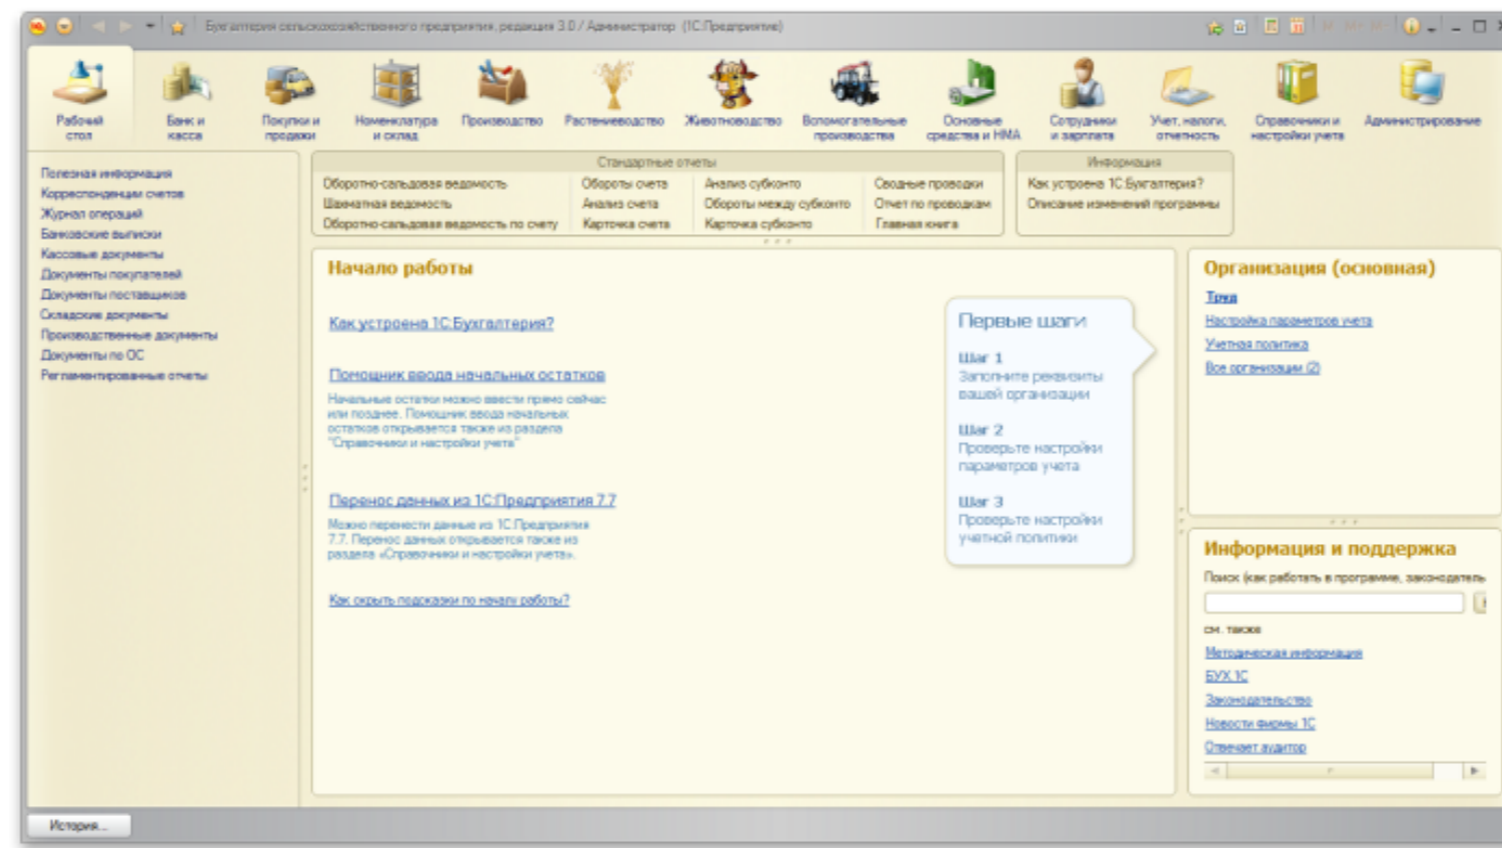 Бухгалтерия сельскохозяйственного предприятия, редакция 3.0 / Администратор (1С:Предприятие)
Рабочий стол
Банк и касса
Покупки и продажи
Номенклатура и склад
Производство
Растениеводство
Животноводство
Вспомогательные производства
Основные средства и НМА
Сотрудники и зарплата
Учет, налоги, отчетность
Справочники и настройки учета
Администрирование
Полезная информация
Корреспонденции счетов
Журнал операций
Банковские выписки
Кассовые документы
Документы покупателей
Документы поставщиков
Складские документы
Производственные документы
Документы по ОС
Регламентированные отчеты
Стандартные отчеты
Оборотно-сальдовая ведомость
Обороты счета
Анализ субконто
Сводные проводки
Шахматная ведомость
Анализ счета
Обороты между субконто
Отчет по проводкам
Оборотно-сальдовая ведомость по счету
Карточка счета
Карточка субконто
Главная книга
Информация
Как устроена 1С:Бухгалтерия?
Описание изменений программы
Начало работы
Как устроена 1С:Бухгалтерия?
Помощник ввода начальных остатков
Начальные остатки можно ввести прямо сейчас
или позднее. Помощник ввода начальных
остатков открывается также из раздела
"Справочники и настройки учета"
Перенос данных из 1С:Предприятия 7.7
Можно перенести данные из 1С:Предприятия
7.7. Перенос данных открывается также из
раздела «Справочники и настройки учета».
Как скрыть подсказки по началу работы?
Первые шаги
Шаг 1
Заполните реквизиты
вашей организации
Шаг 2
Проверьте настройки
параметров учета
Шаг 3
Проверьте настройки
учетной политики
Организация (основная)
Настройка параметров учета
Учетная политика
Все организации (2)
Информация и поддержка
Поиск (как работать в программе, законодатель
см. также
Методическая информация
БУХ.1С
Законодательство
Новости фирмы 1С
Отвечает аудитор
История...